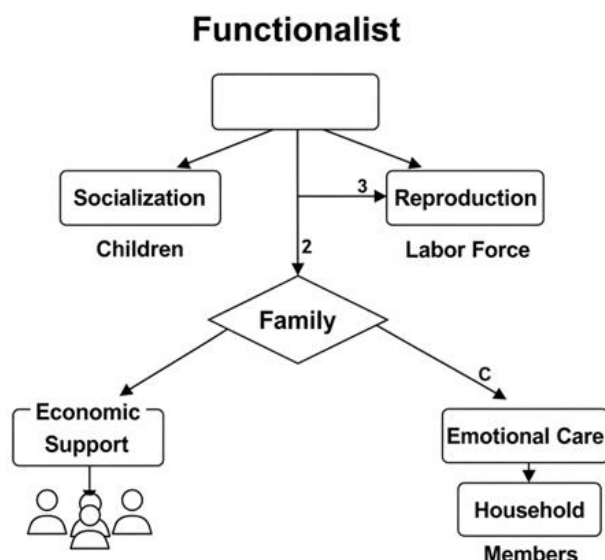 Functionalist
Socialization
3
Reproduction
Children
2
Labor Force
Family
C
Economic
Support
Emotional Care
Household
Members